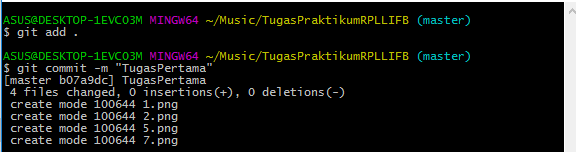 ASUS@DESKTOP-1EVCO3M MINGW64 ~/Music/TugasPraktikumRPLLIFB (master)
$ git add .
ASUS@DESKTOP-1EVCO3M MINGW64 ~/Music/TugasPraktikumRPLLIFB (master)
$ git commit -m "TugasPertama"
[master b07a9dc] TugasPertama
4 files changed, 0 insertions(+), 0 deletions(-)
create mode 100644 1.png
create mode 100644 2.png
create mode 100644 5.png
create mode 100644 7.png